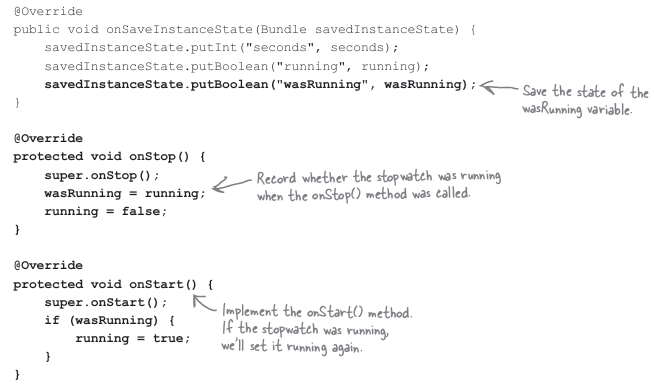 @Override
public void onSaveInstanceState(Bundle savedInstanceState) {
    savedInstanceState.putInt("seconds", seconds);
    savedInstanceState.putBoolean("running", running);
    savedInstanceState.putBoolean("wasRunning", wasRunning);
Save the state of the
wasRunning variable.
}
@Override
protected void onStop() {
    super.onStop();
    wasRunning = running;
    running = false;
}
Record whether the stopwatch was running
when the onStop() method was called.
@Override
protected void onStart() {
    super.onStart();
    if (wasRunning) {
        running = true;
    }
}
Implement the onStart() method.
If the stopwatch was running,
we'll set it running again.